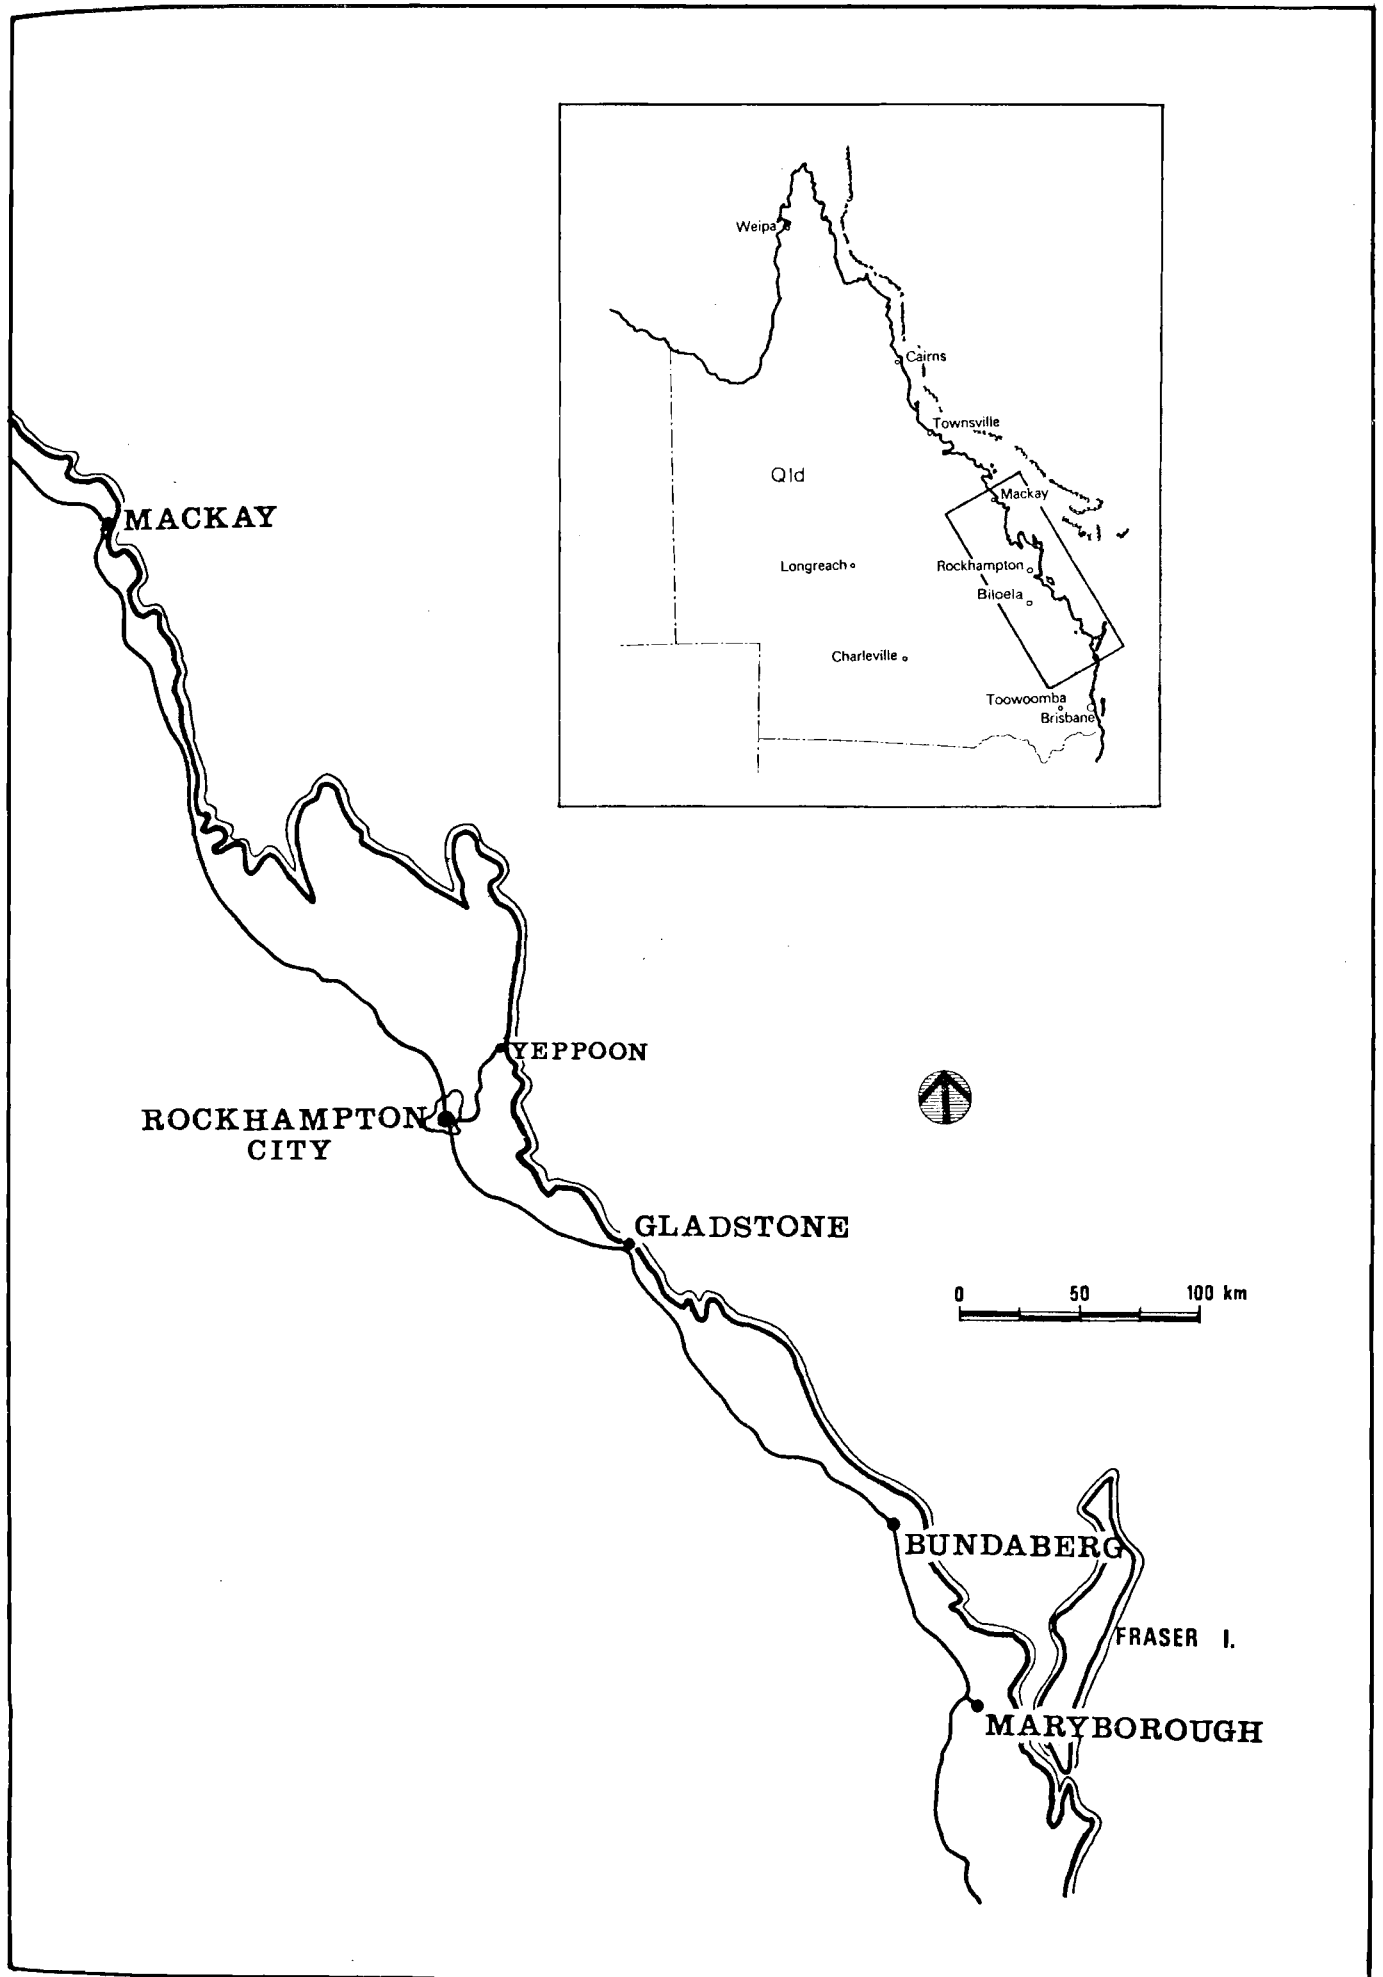 Weipa
Cairns
Townsville
Qld
Mackay
Longreach
Rockhampton
Biloela
Charleville
Toowoomba
Brisbane
MACKAY
YEPPOON
ROCKHAMPTON
CITY
GLADSTONE
0 50 100 km
BUNDABERG
FRASER I.
MARYBOROUGH